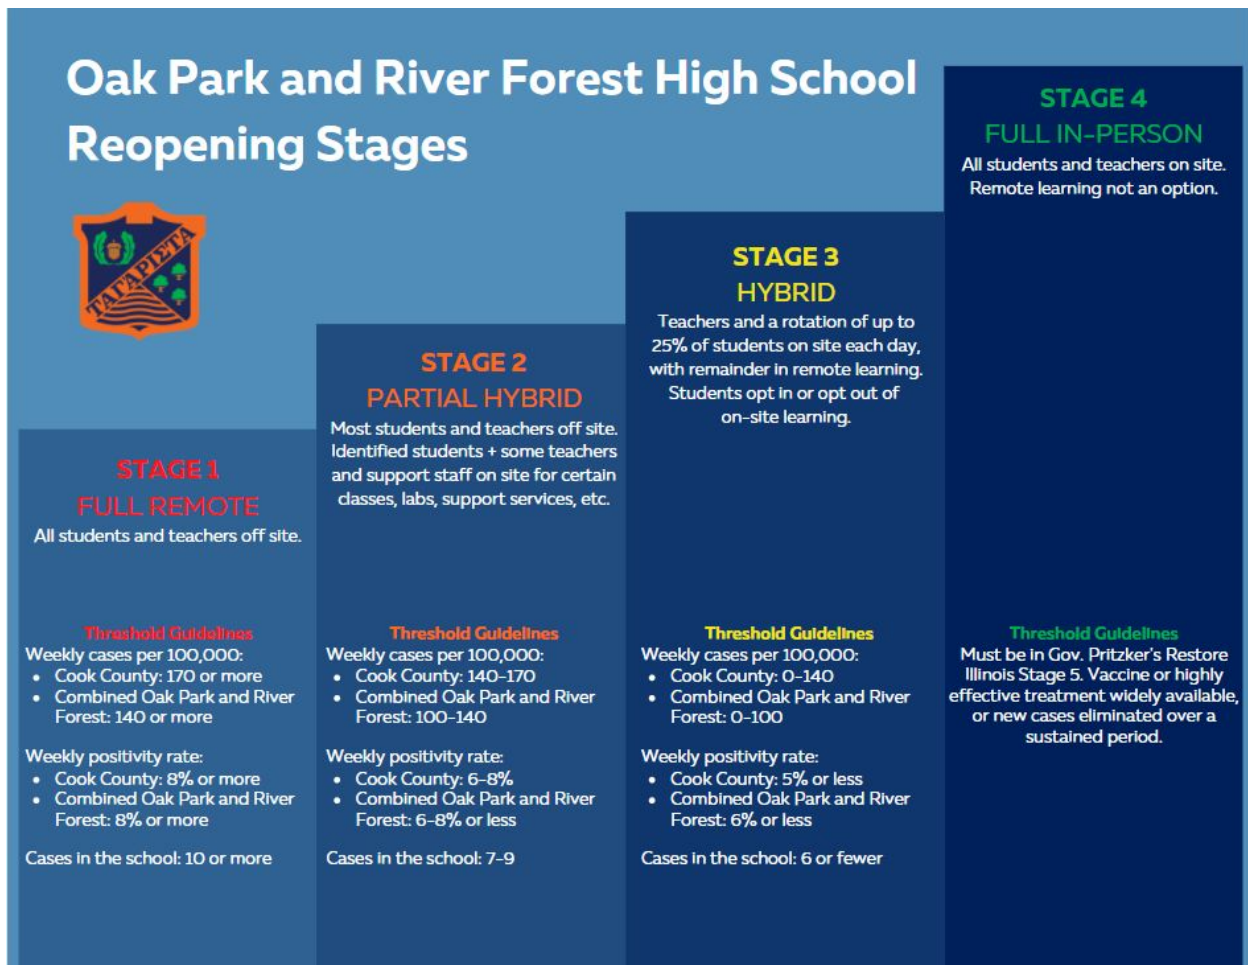 Oak Park and River Forest High School
Reopening Stages
ΤΑΓΑΡΙΣΤΑ
STAGE 1
FULL REMOTE
All students and teachers off site.
Threshold Guidelines
Weekly cases per 100,000:
• Cook County: 170 or more
• Combined Oak Park and River
Forest: 140 or more
Weekly positivity rate:
• Cook County: 8% or more
• Combined Oak Park and River
Forest: 8% or more
Cases in the school: 10 or more
STAGE 2
PARTIAL HYBRID
Most students and teachers off site.
Identified students + some teachers
and support staff on site for certain
classes, labs, support services, etc.
Threshold Guidelines
Weekly cases per 100,000:
• Cook County: 140-170
• Combined Oak Park and River
Forest: 100-140
Weekly positivity rate:
• Cook County: 6-8%
• Combined Oak Park and River
Forest: 6-8% or less
Cases in the school: 7-9
STAGE 3
HYBRID
Teachers and a rotation of up to
25% of students on site each day,
with remainder in remote learning.
Students opt in or opt out of
on-site learning.
Threshold Guidelines
Weekly cases per 100,000:
• Cook County: 0-140
• Combined Oak Park and River
Forest: 0-100
Weekly positivity rate:
• Cook County: 5% or less
• Combined Oak Park and River
Forest: 6% or less
Cases in the school: 6 or fewer
STAGE 4
FULL IN-PERSON
All students and teachers on site.
Remote learning not an option.
Threshold Guidelines
Must be in Gov. Pritzker's Restore
Illinois Stage 5. Vaccine or highly
effective treatment widely available,
or new cases eliminated over a
sustained period.